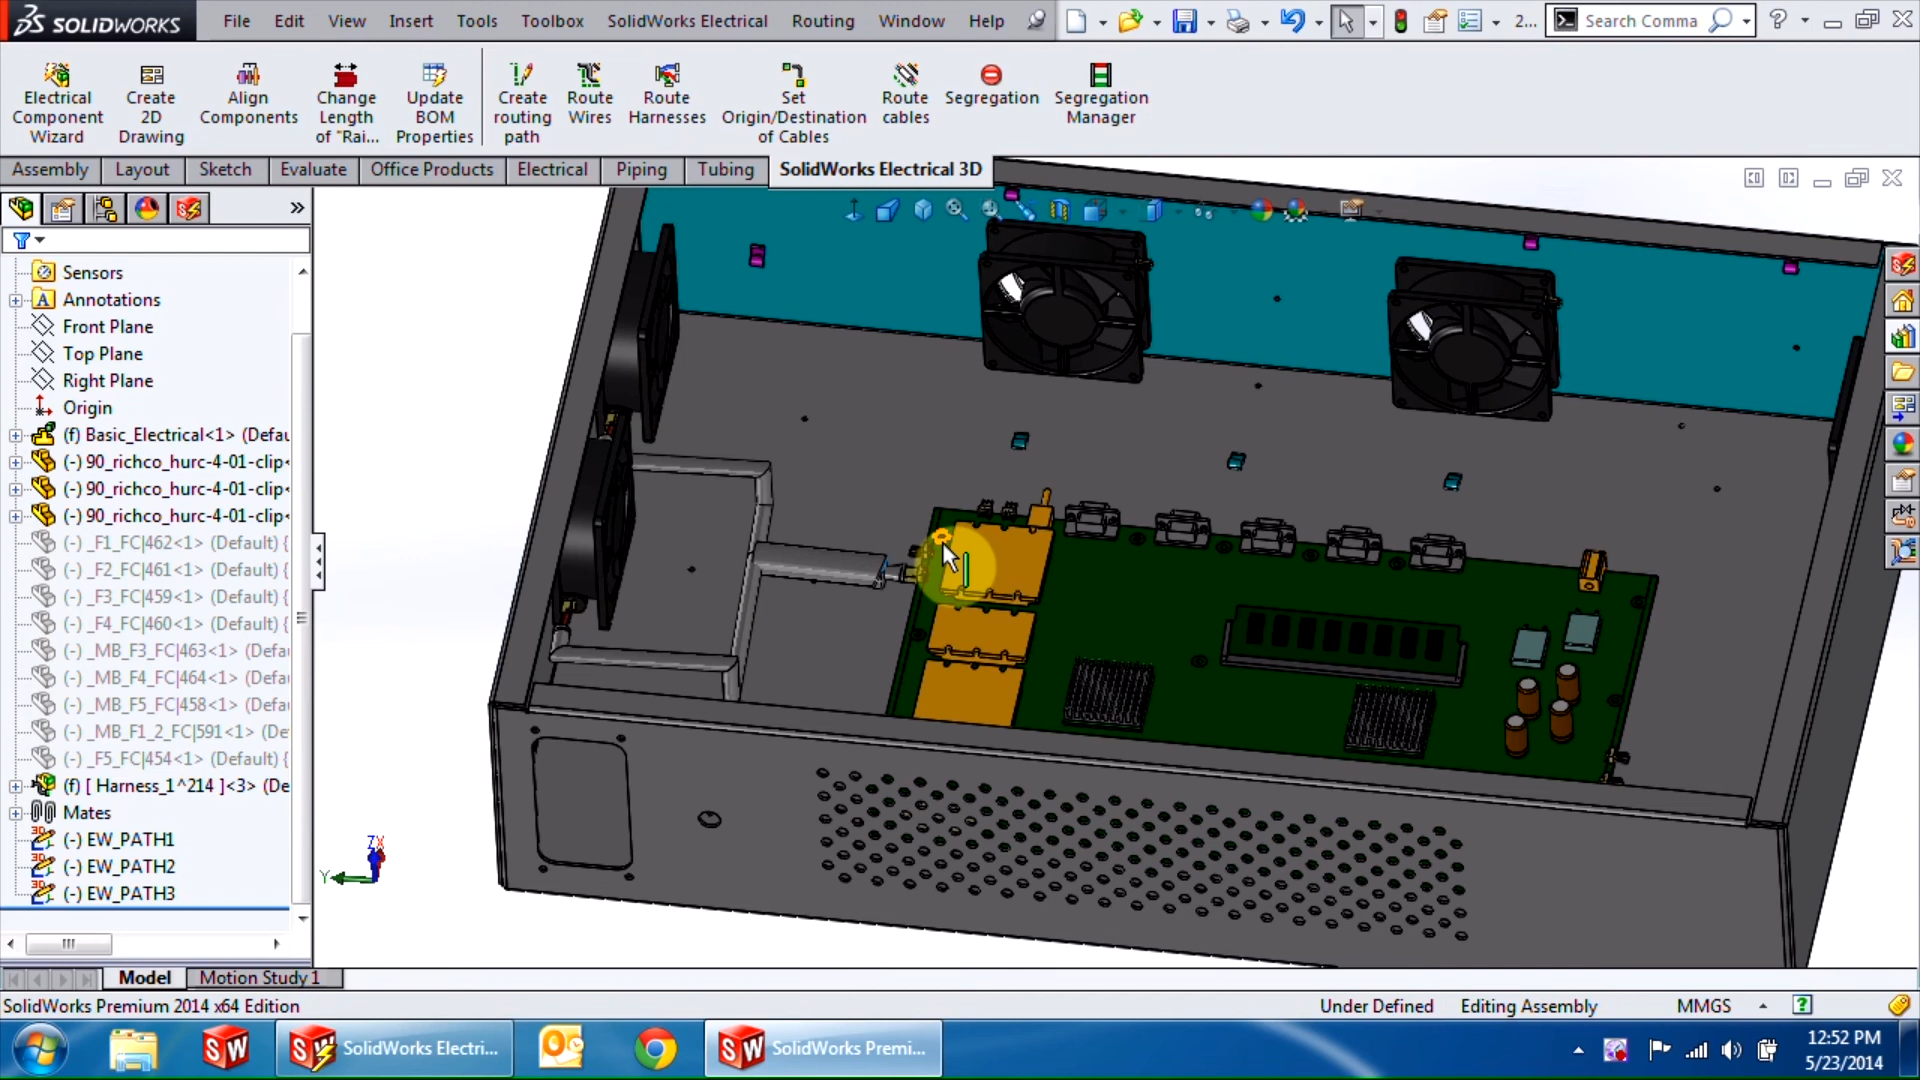 SOLIDWORKS File Edit View Insert Tools Toolbox SolidWorks Electrical Routing Window Help 2... Search Comma ?
Electrical Component Wizard
Create 2D Drawing
Align Components
Change Length of "Rai...
Update BOM Properties
Create routing path
Route Wires
Route Harnesses
Set Origin/Destination of Cables
Route cables
Segregation
Segregation Manager
Assembly Layout Sketch Evaluate Office Products Electrical Piping Tubing SolidWorks Electrical 3D
Sensors
Annotations
Front Plane
Top Plane
Right Plane
Origin
(f) Basic_Electrical<1> (Defau
(-) 90_richco_hurc-4-01-clip<
(-) 90_richco_hurc-4-01-clip<
(-) 90_richco_hurc-4-01-clip<
(-) _F1_FC|462<1> (Default) {
(-) _F2_FC|461<1> (Default) {
(-) _F3_FC|459<1> (Default) {
(-) _F4_FC|460<1> (Default) {
(-) _MB_F3_FC|463<1> (Defau
(-) _MB_F4_FC|464<1> (Defau
(-) _MB_F5_FC|458<1> (Defau
(-) _MB_F1_2_FC|591<1> (De
(-) _F5_FC|454<1> (Default) {
(f) [ Harness_1^214 ]<3> (De
Mates
(-) EW_PATH1
(-) EW_PATH2
(-) EW_PATH3
Z X
Y
Model Motion Study 1
SolidWorks Premium 2014 x64 Edition Under Defined Editing Assembly MMGS ?
SW SolidWorks Electri... SW SolidWorks Premi... 12:52 PM
5/23/2014